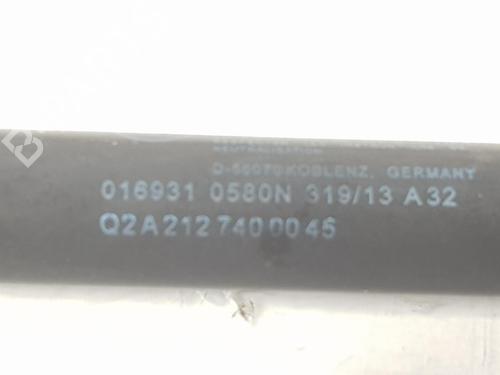 D-56070 KOBLENZ, GERMANY
016931 0580N 319/13 A32
Q2A2127400045